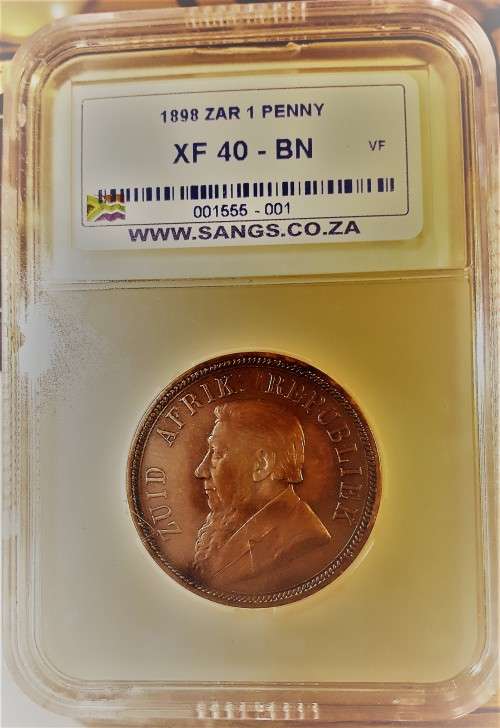 1898 ZAR 1 PENNY
XF 40 - BN VF
001555 - 001
WWW.SANGS.CO.ZA
ZUID AFRIK. REPUBLIEK